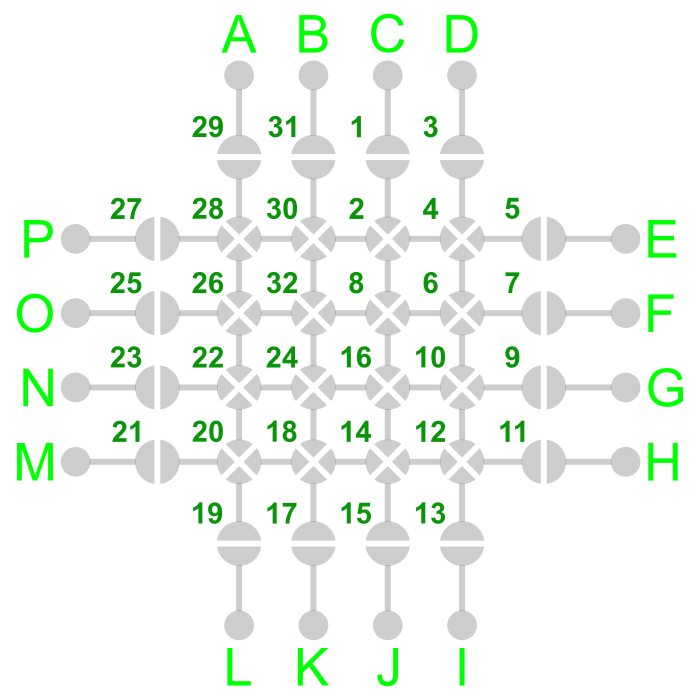 A B C D
29 31 1 3
27 28 30 2 4 5
P E
25 26 32 8 6 7
O F
23 22 24 16 10 9
N G
21 20 18 14 12 11
M H
19 17 15 13
L K J I